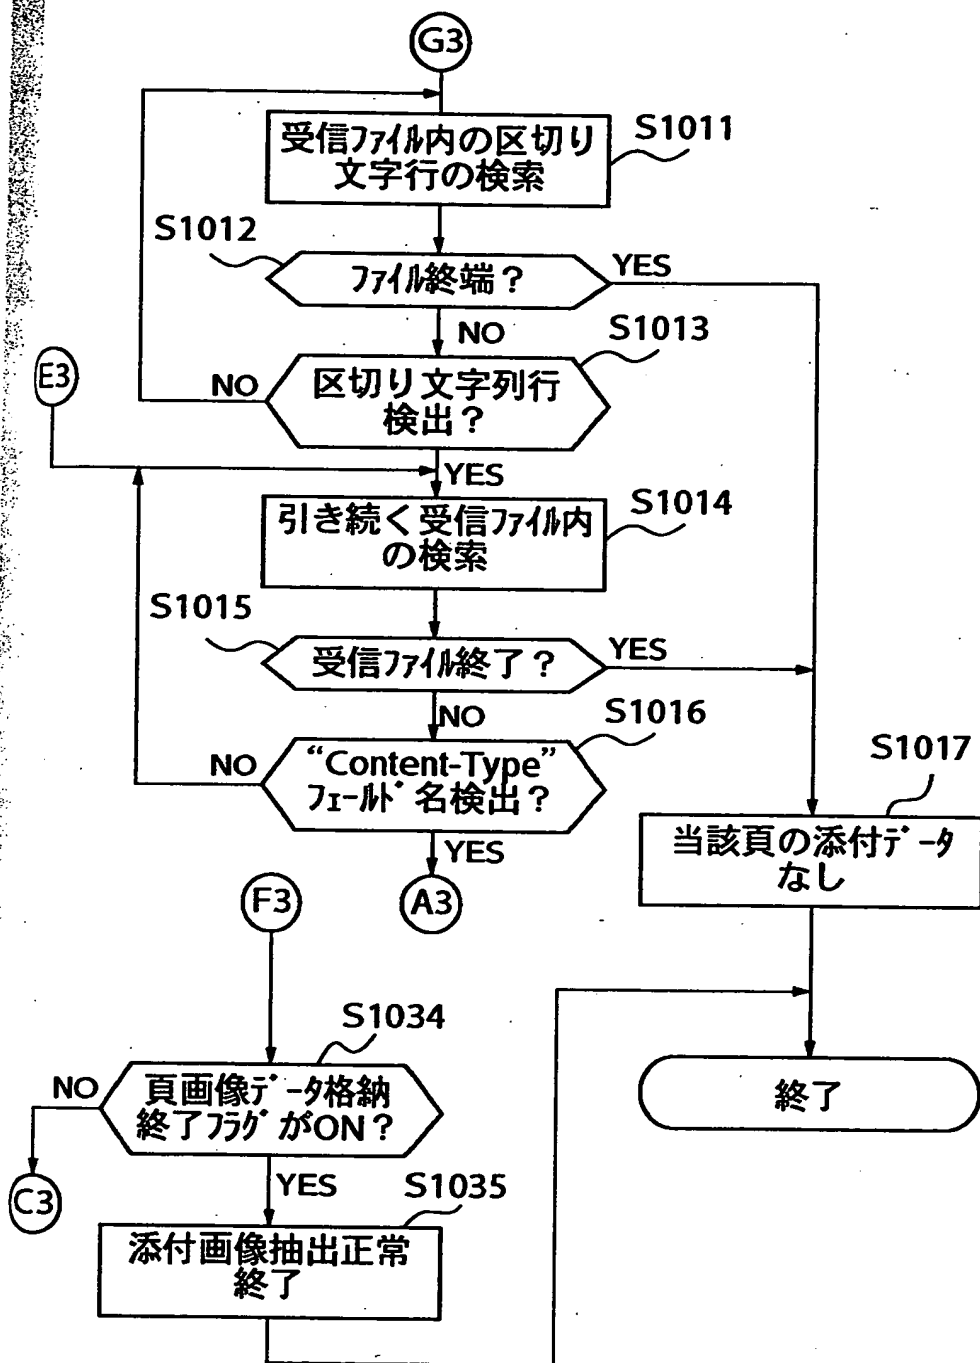 G3
受信ファイル内の区切り
文字行の検索
S1011
S1012
ファイル終端？
YES
NO
S1013
E3
NO
区切り文字列行
検出？
YES
引き続く受信ファイル内
の検索
S1014
S1015
受信ファイル終了？
YES
NO
S1016
NO
“Content-Type”
フェールド名検出？
YES
S1017
当該頁の添付データ
なし
F3
A3
S1034
NO
頁画像データ格納
終了フラグがON？
終了
C3
YES
S1035
添付画像抽出正常
終了